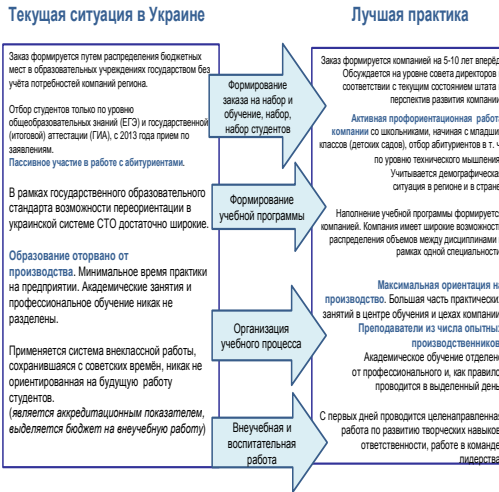 Текущая ситуация в Украине
Лучшая практика
Заказ формируется путем распределения бюджетных
мест в образовательных учреждениях государством без
учёта потребностей компаний региона.
Отбор студентов только по уровню
общеобразовательных знаний (ЕГЭ) и государственной
(итоговой) аттестации (ГИА), с 2013 года прием по
заявлениям.
Пассивное участие в работе с абитуриентами.
В рамках государственного образовательного
стандарта возможности переориентации в
украинской системе СТО достаточно широкие.
Образование оторвано от
производства. Минимальное время практики
на предприятии. Академические занятия и
профессиональное обучение никак не
разделены.
Применяется система внеклассной работы,
сохранившаяся с советских времён, никак не
ориентированная на будущую работу
студентов.
(является аккредитационным показателем,
выделяется бюджет на внеучебную работу)
Формирование
заказа на набор и
обучение, набор,
набор студентов
Формирование
учебной программы
Организация
учебного процесса
Внеучебная и
воспитательная
работа
Заказ формируется компанией на 5-10 лет вперёд.
Обсуждается на уровне совета директоров в
соответствии с текущим состоянием штата и
перспектив развития компании
Активная профориентационная работа
компании со школьниками, начиная с младших
классов (детских садов), отбор абитуриентов в т. ч.
по уровню технического мышления.
Учитывается демографическая
ситуация в регионе и в стране.
Наполнение учебной программы формируется
компанией. Компания имеет широкие возможности
распределения объемов между дисциплинами в
рамках одной специальности.
Максимальная ориентация на
производство. Большая часть практических
занятий в центре обучения и цехах компании.
Преподаватели из числа опытных
производственников.
Академическое обучение отделено
от профессионального и, как правило,
проводится в выделенный день.
С первых дней проводится целенаправленная
работа по развитию творческих навыков,
ответственности, работе в команде,
лидерства.